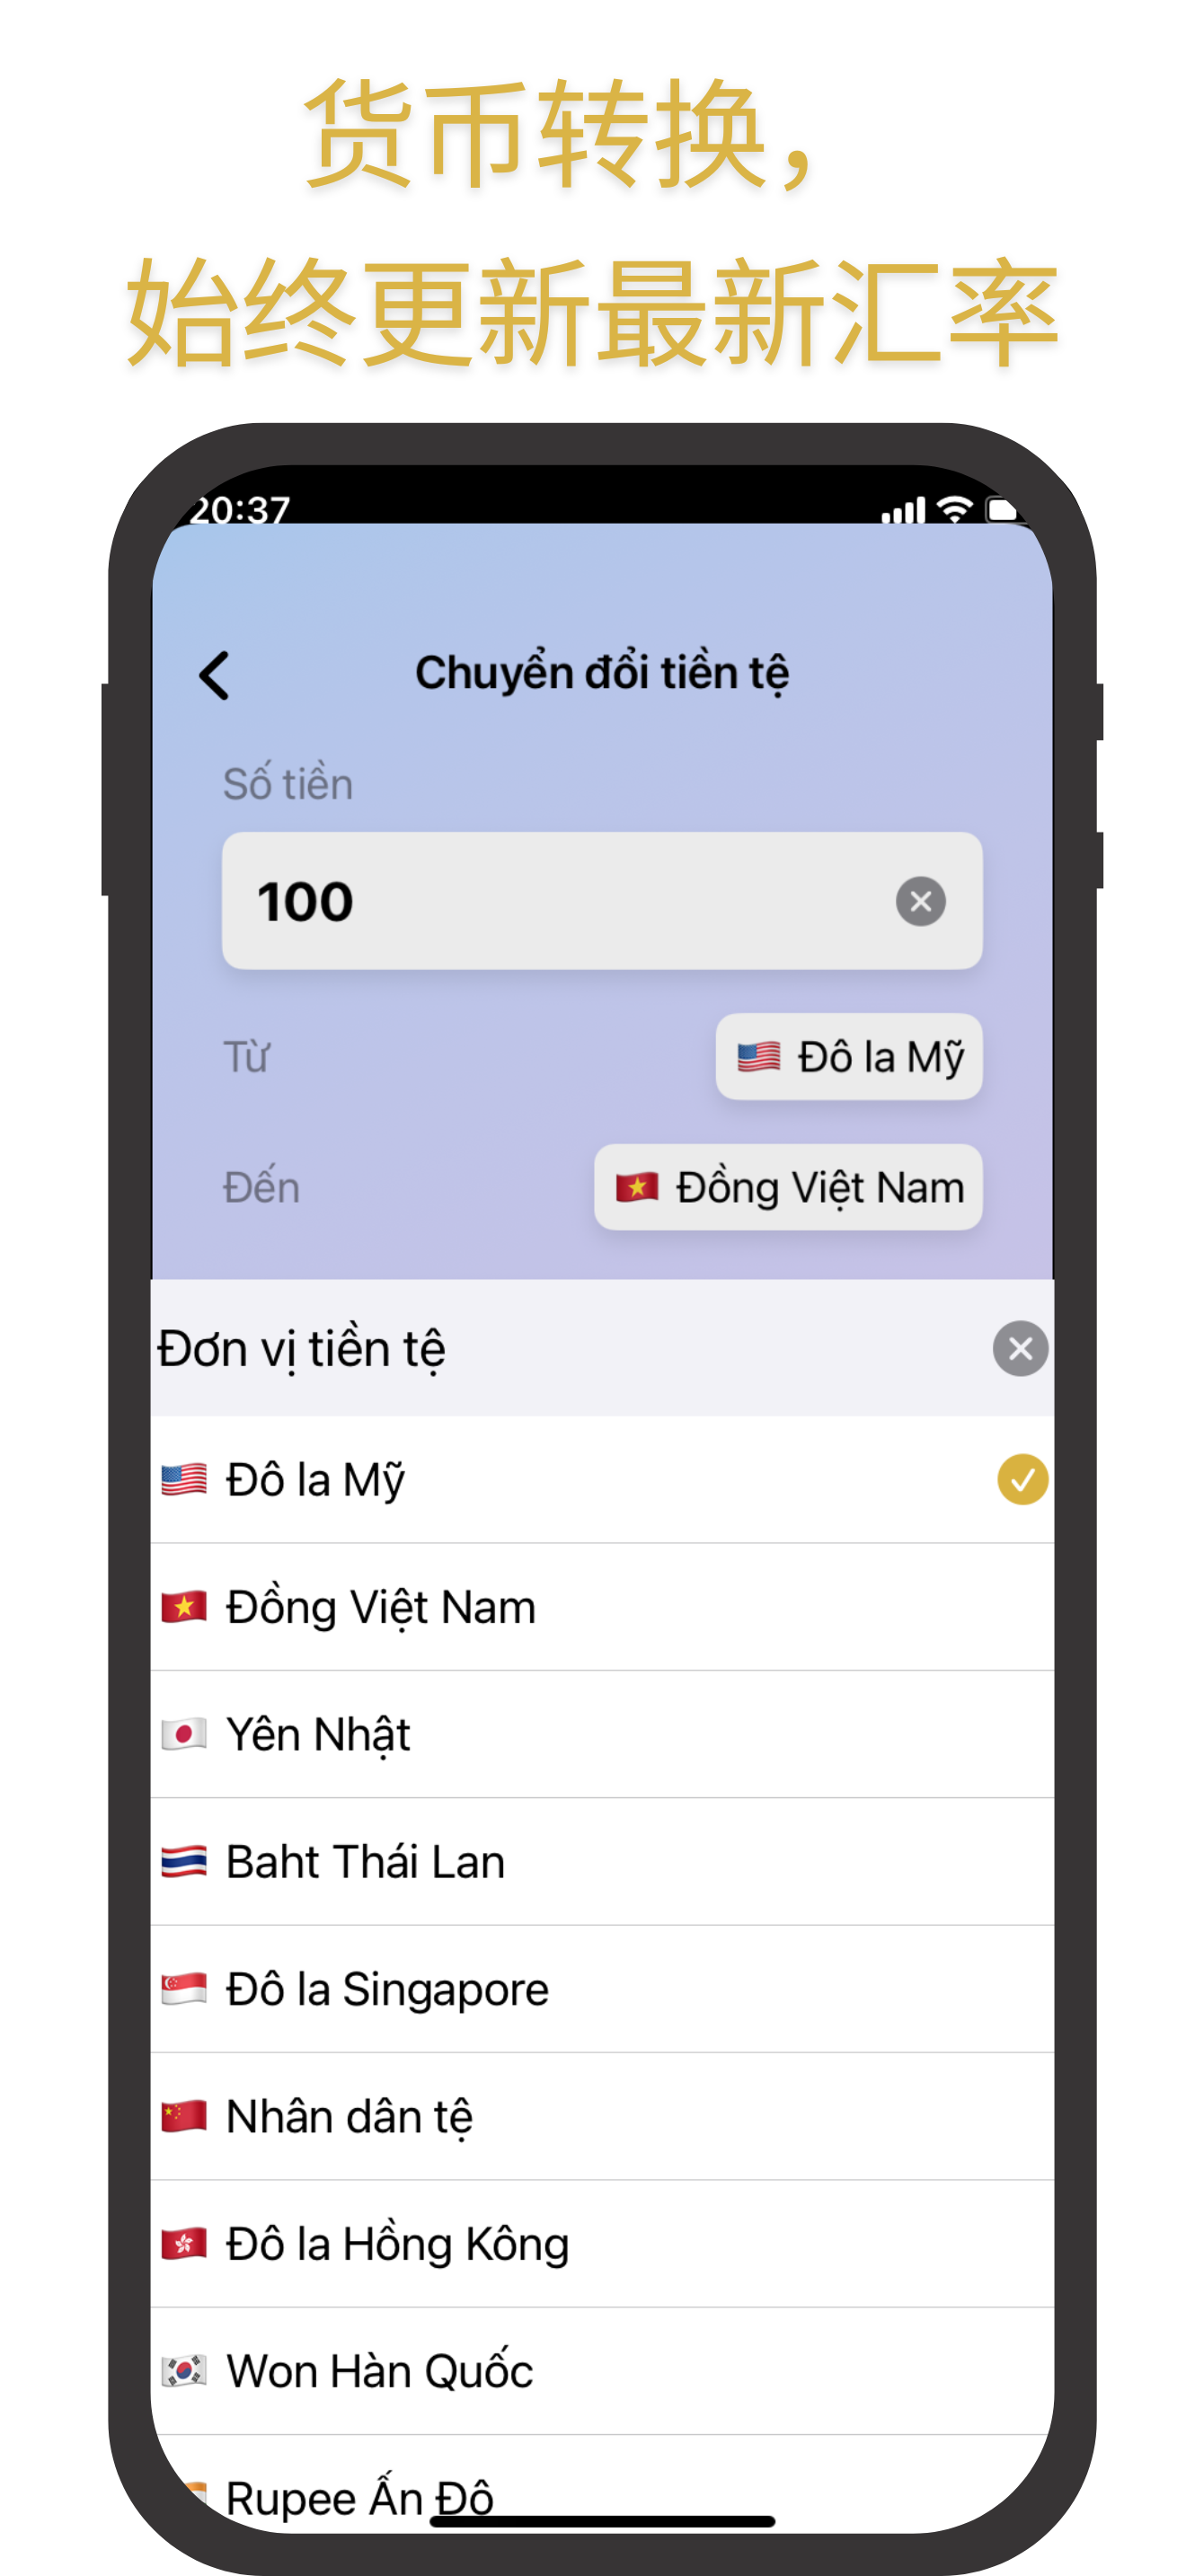 货币转换，
始终更新最新汇率
20:37
Chuyển đổi tiền tệ
Số tiền
100
Từ
Đô la Mỹ
Đến
Đồng Việt Nam
Đơn vị tiền tệ
Đô la Mỹ
Đồng Việt Nam
Yên Nhật
Baht Thái Lan
Đô la Singapore
Nhân dân tệ
Đô la Hồng Kông
Won Hàn Quốc
Rupee Ấn Đô